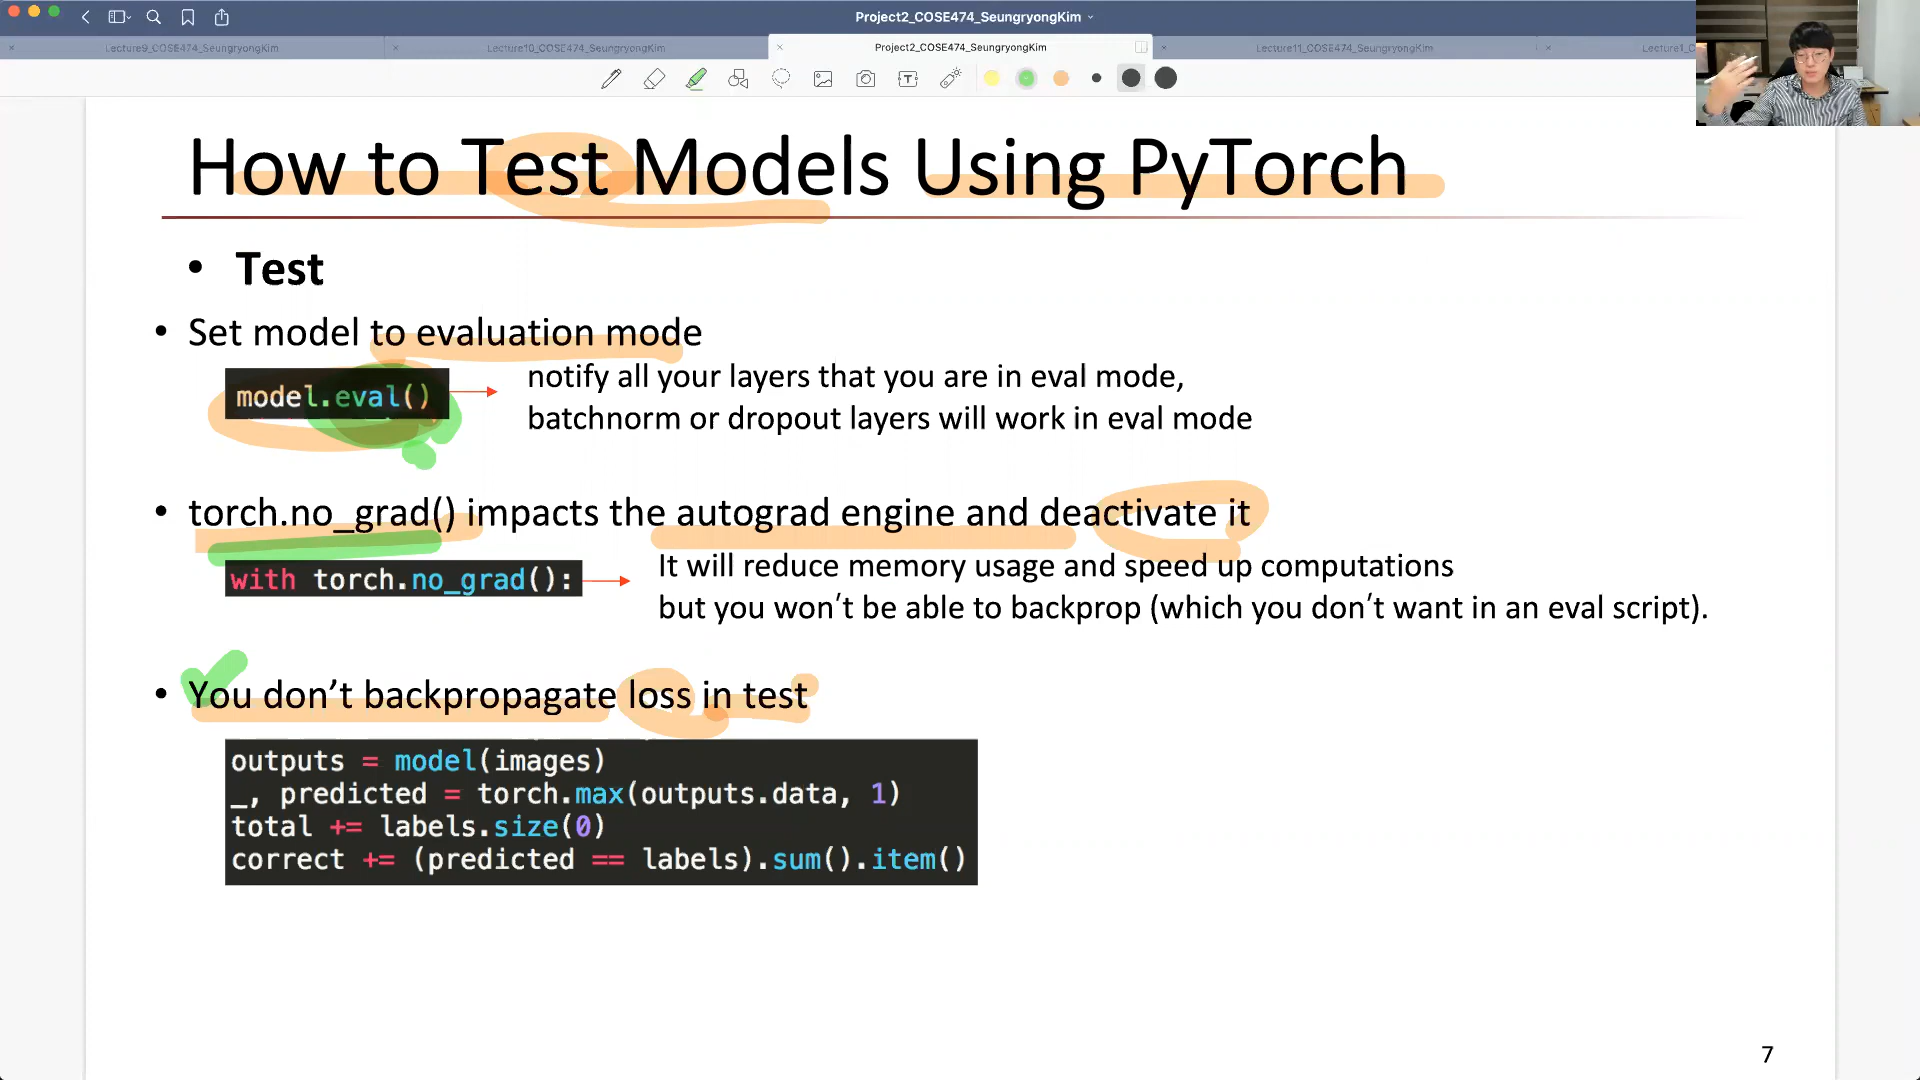 Project2_COSE474_SeungryongKim
Lecture9_COSE474_SeungryongKim
Lecture10_COSE474_SeungryongKim
Project2_COSE474_SeungryongKim
Lecture11_COSE474_SeungryongKim
Lecture1_C
How to Test Models Using PyTorch
• Test
• Set model to evaluation mode
model.eval()
notify all your layers that you are in eval mode,
batchnorm or dropout layers will work in eval mode
• torch.no_grad() impacts the autograd engine and deactivate it
with torch.no_grad():
It will reduce memory usage and speed up computations
but you won't be able to backprop (which you don't want in an eval script).
• You don’t backpropagate loss in test
outputs = model(images)
_, predicted = torch.max(outputs.data, 1)
total += labels.size(0)
correct += (predicted == labels).sum().item()
7